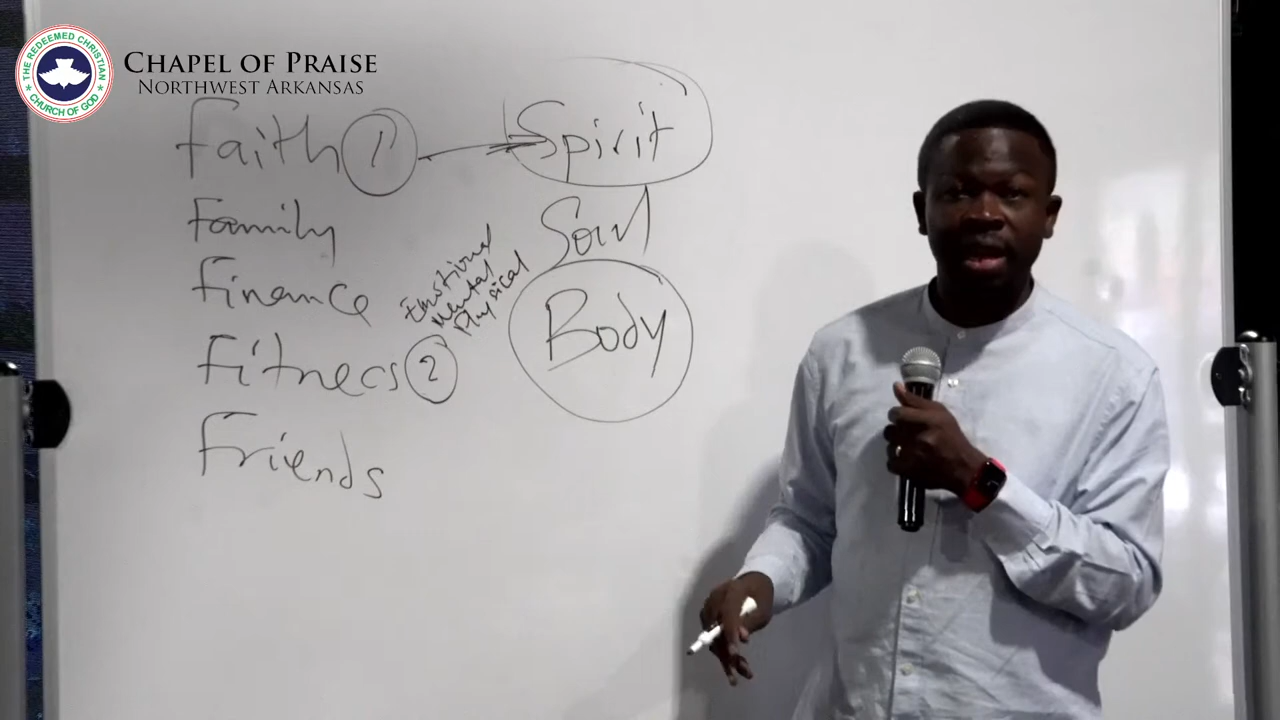 THE REDEEMED CHRISTIAN
CHURCH OF GOD
CHAPEL OF PRAISE
NORTHWEST ARKANSAS
Faith 1 Spirit
Family Soul
Finance Emotional
Mental
Physical
Body
Fitness 2
Friends